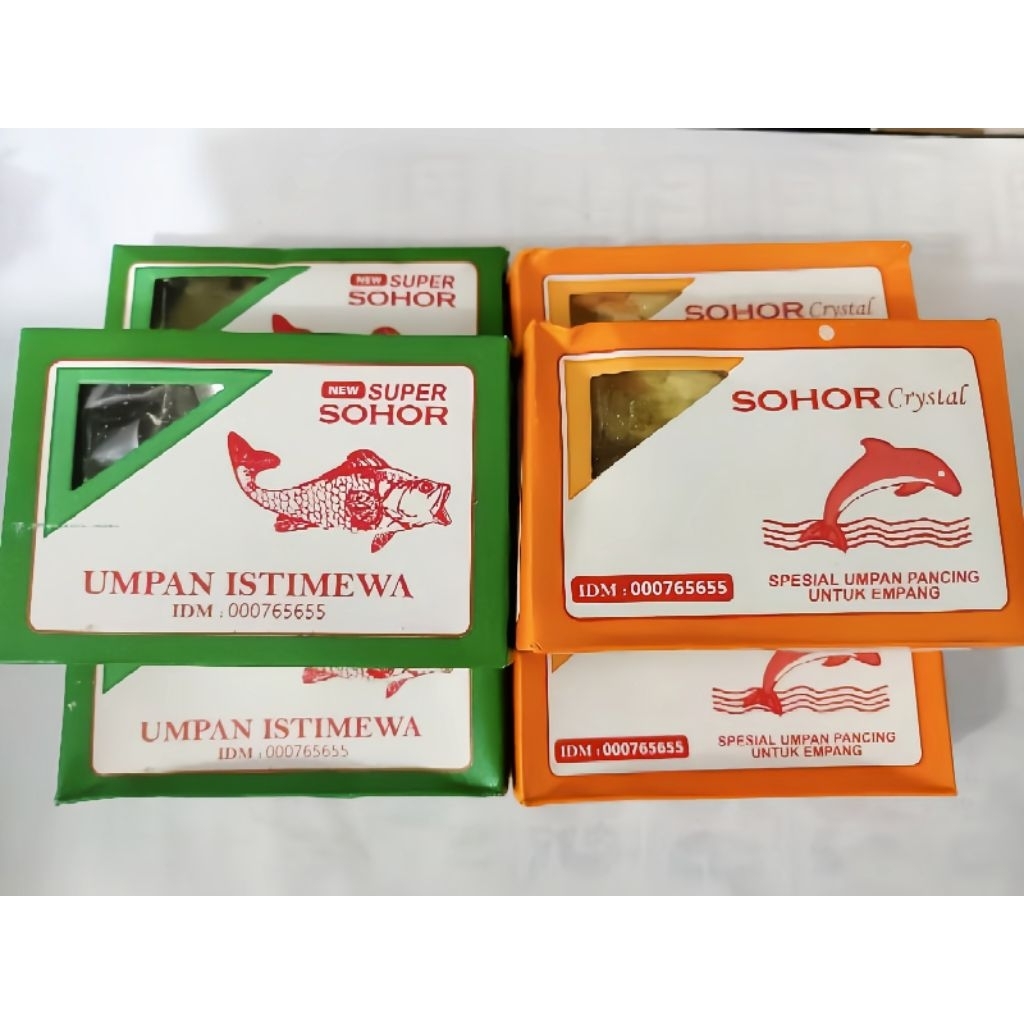 NEW SUPER
SOHOR
SOHOR Crystal
NEW SUPER
SOHOR
UMPAN ISTIMEWA
IDM : 000765655
SOHOR Crystal
IDM : 000765655
SPESIAL UMPAN PANCING
UNTUK EMPANG
UMPAN ISTIMEWA
IDM : 000765655
IDM : 000765655
SPESIAL UMPAN PANCING
UNTUK EMPANG